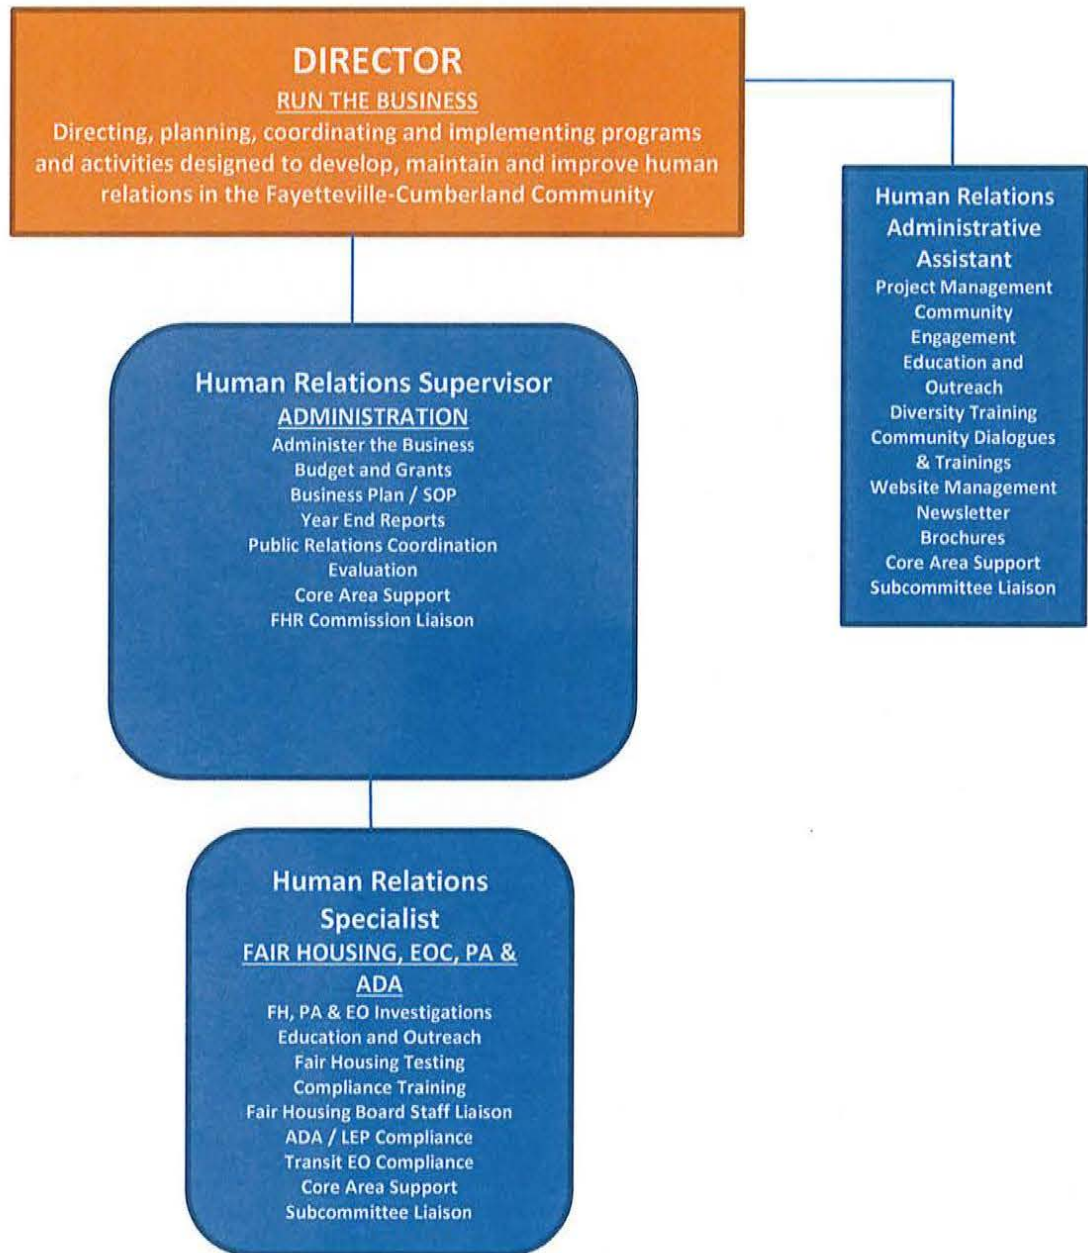 DIRECTOR
RUN THE BUSINESS
Directing, planning, coordinating and implementing programs
and activities designed to develop, maintain and improve human
relations in the Fayetteville-Cumberland Community
Human Relations
Administrative
Assistant
Project Management
Community
Engagement
Education and
Outreach
Diversity Training
Community Dialogues
& Trainings
Website Management
Newsletter
Brochures
Core Area Support
Subcommittee Liaison
Human Relations Supervisor
ADMINISTRATION
Administer the Business
Budget and Grants
Business Plan / SOP
Year End Reports
Public Relations Coordination
Evaluation
Core Area Support
FHR Commission Liaison
Human Relations
Specialist
FAIR HOUSING, EOC, PA &
ADA
FH, PA & EO Investigations
Education and Outreach
Fair Housing Testing
Compliance Training
Fair Housing Board Staff Liaison
ADA / LEP Compliance
Transit EO Compliance
Core Area Support
Subcommittee Liaison